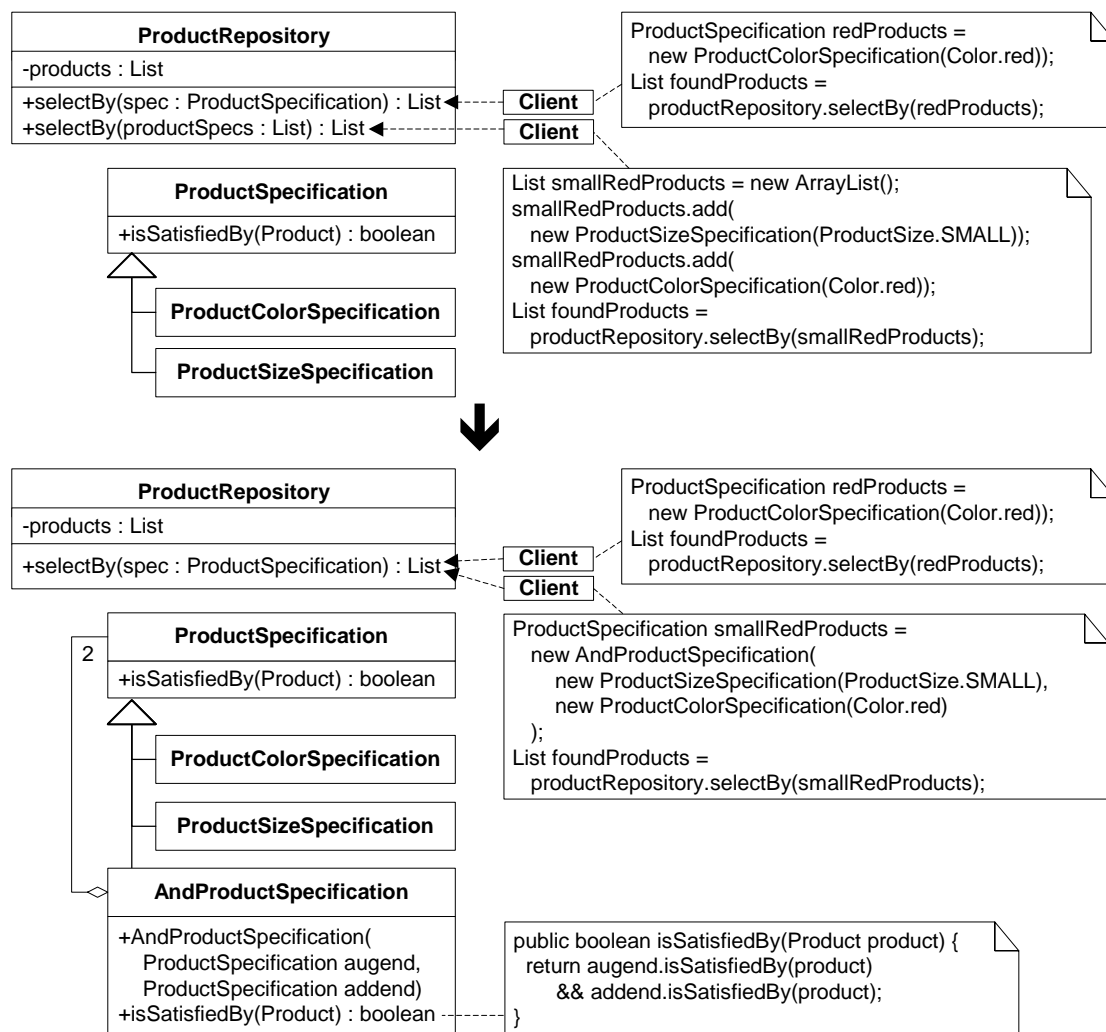 ProductRepository
-products : List
+selectBy(spec : ProductSpecification) : List
+selectBy(productSpecs : List) : List
Client
Client
ProductSpecification redProducts =
new ProductColorSpecification(Color.red));
List foundProducts =
productRepository.selectBy(redProducts);
ProductSpecification
+isSatisfiedBy(Product) : boolean
ProductColorSpecification
ProductSizeSpecification
List smallRedProducts = new ArrayList();
smallRedProducts.add(
new ProductSizeSpecification(ProductSize.SMALL));
smallRedProducts.add(
new ProductColorSpecification(Color.red));
List foundProducts =
productRepository.selectBy(smallRedProducts);
ProductRepository
-products : List
+selectBy(spec : ProductSpecification) : List
Client
Client
ProductSpecification redProducts =
new ProductColorSpecification(Color.red));
List foundProducts =
productRepository.selectBy(redProducts);
2
ProductSpecification
+isSatisfiedBy(Product) : boolean
ProductColorSpecification
ProductSizeSpecification
ProductSpecification smallRedProducts =
new AndProductSpecification(
new ProductSizeSpecification(ProductSize.SMALL),
new ProductColorSpecification(Color.red)
);
List foundProducts =
productRepository.selectBy(smallRedProducts);
AndProductSpecification
+AndProductSpecification(
ProductSpecification augend,
ProductSpecification addend)
+isSatisfiedBy(Product) : boolean
public boolean isSatisfiedBy(Product product) {
return augend.isSatisfiedBy(product)
&& addend.isSatisfiedBy(product);
}